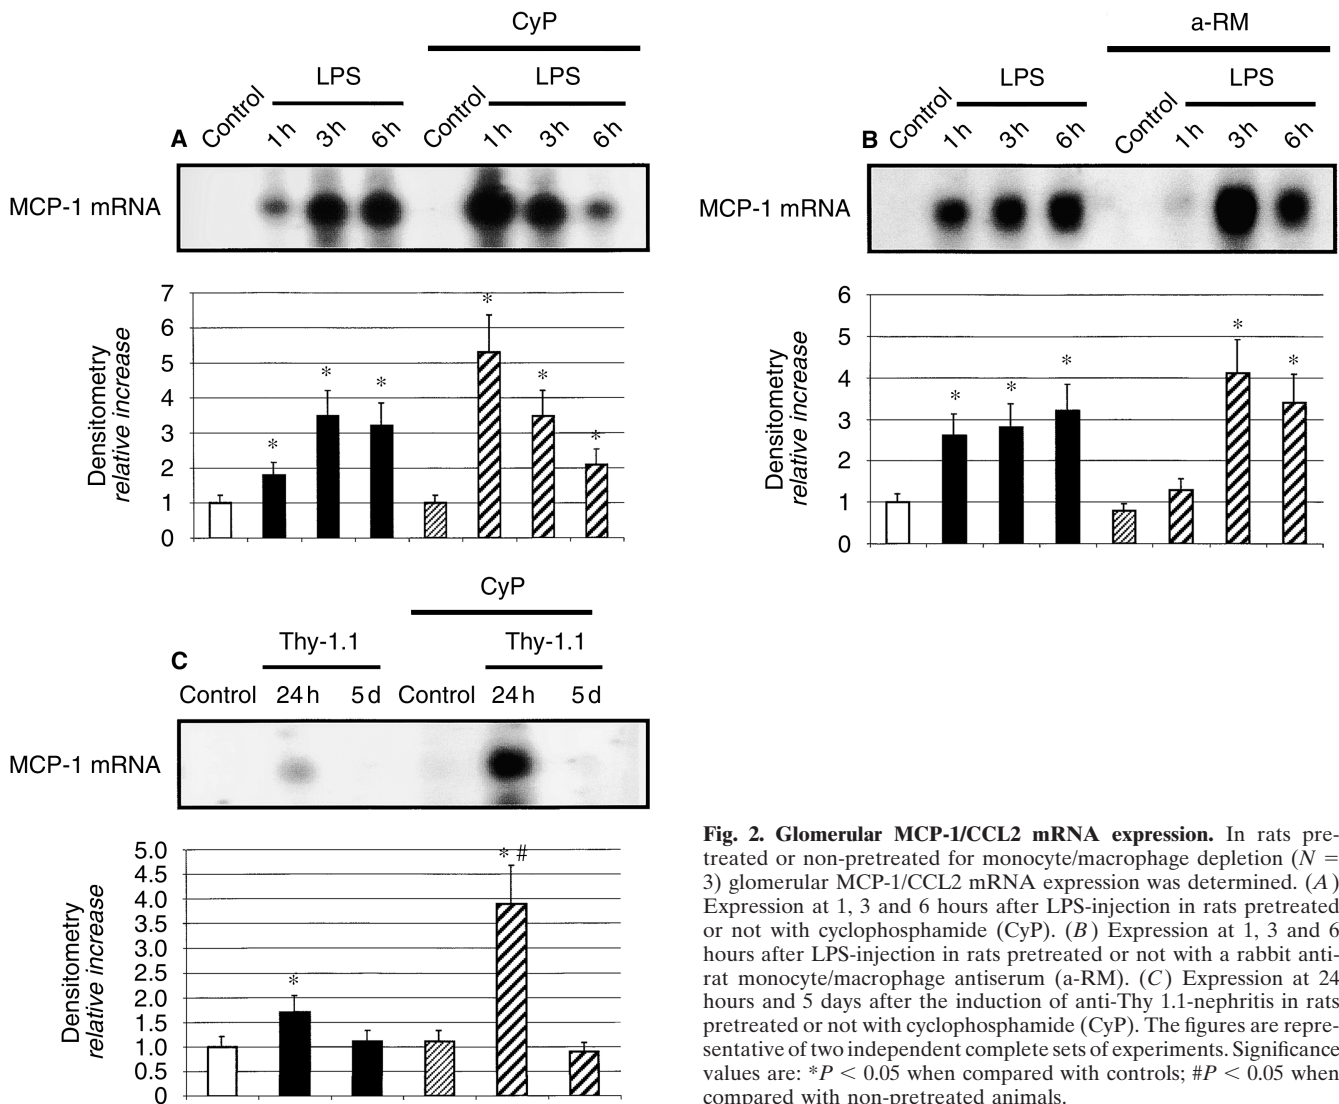 CyP
LPS
LPS
A
Control
1h
3h
6h
Control
1h
3h
6h
MCP-1 mRNA
Densitometry
relative increase
7
6
5
4
3
2
1
0
*
*
*
*
*
*
a-RM
LPS
LPS
B
Control
1h
3h
6h
Control
1h
3h
6h
MCP-1 mRNA
Densitometry
relative increase
6
5
4
3
2
1
0
*
*
*
*
*
CyP
Thy-1.1
Thy-1.1
C
Control 24h 5d Control 24h 5d
MCP-1 mRNA
Densitometry
relative increase
5.0
4.5
4.0
3.5
3.0
2.5
2.0
1.5
1.0
0.5
0
*
* #
Fig. 2. Glomerular MCP-1/CCL2 mRNA expression. In rats pre-
treated or non-pretreated for monocyte/macrophage depletion (N =
3) glomerular MCP-1/CCL2 mRNA expression was determined. (A)
Expression at 1, 3 and 6 hours after LPS-injection in rats pretreated
or not with cyclophosphamide (CyP). (B) Expression at 1, 3 and 6
hours after LPS-injection in rats pretreated or not with a rabbit anti-
rat monocyte/macrophage antiserum (a-RM). (C) Expression at 24
hours and 5 days after the induction of anti-Thy 1.1-nephritis in rats
pretreated or not with cyclophosphamide (CyP). The figures are repre-
sentative of two independent complete sets of experiments. Significance
values are: *P < 0.05 when compared with controls; #P < 0.05 when
compared with non-pretreated animals.